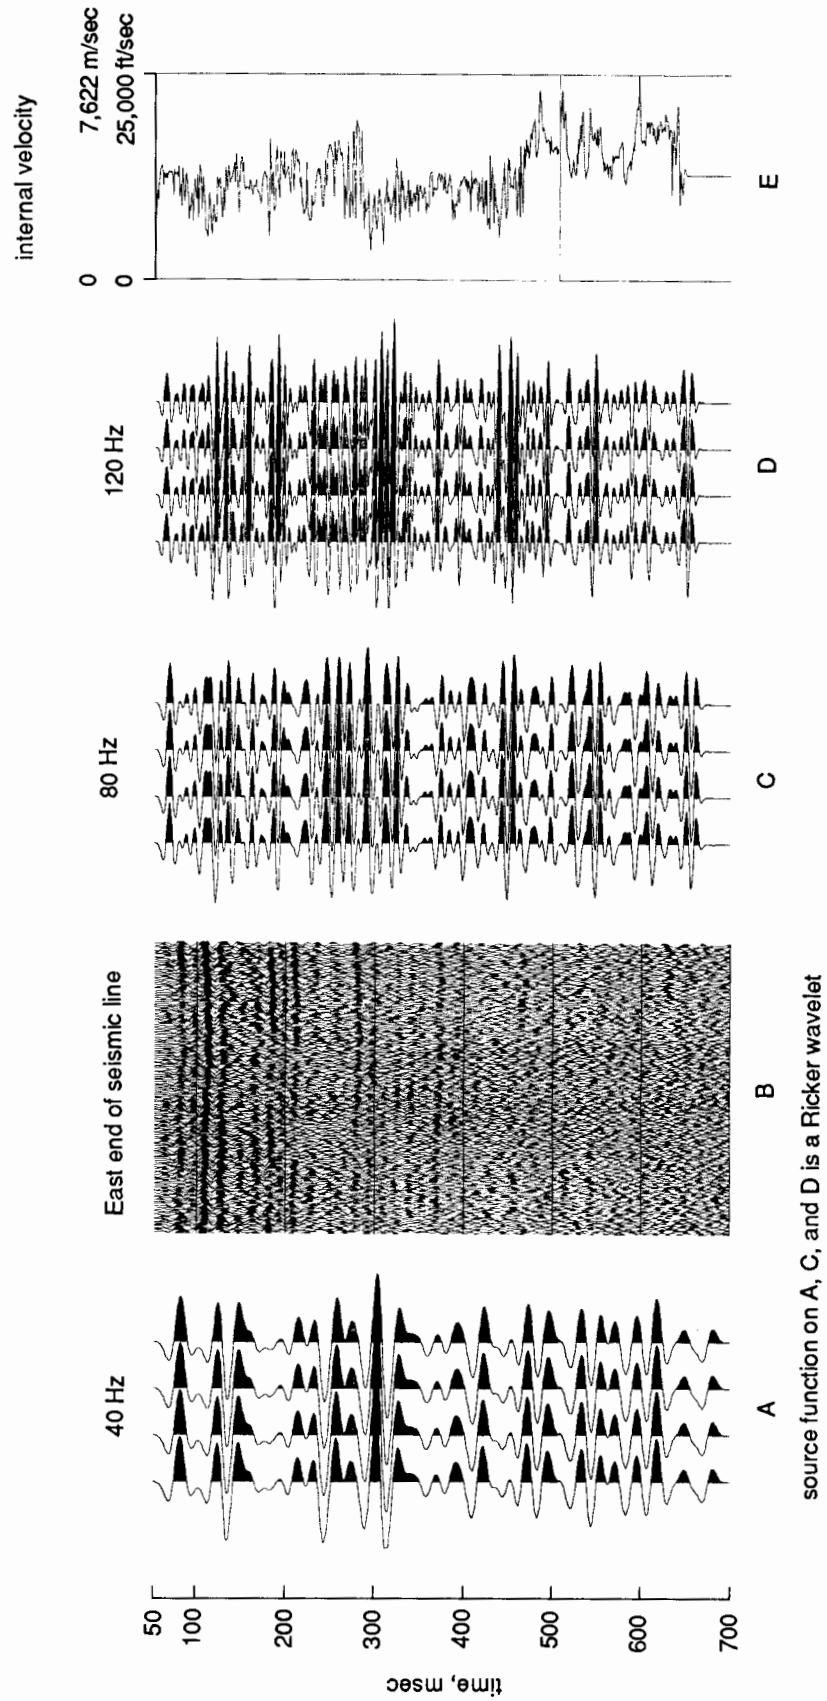 40 Hz
East end of seismic line
80 Hz
120 Hz
internal velocity
0 7,622 m/sec
0 25,000 ft/sec
time, msec
50
100
200
300
400
500
600
700
A
B
C
D
E
source function on A, C, and D is a Ricker wavelet